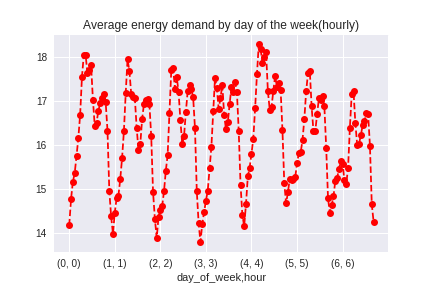 Average energy demand by day of the week(hourly)
18
17
16
15
14
(0, 0) (1, 1) (2, 2) (3, 3) (4, 4) (5, 5) (6, 6)
day_of_week,hour